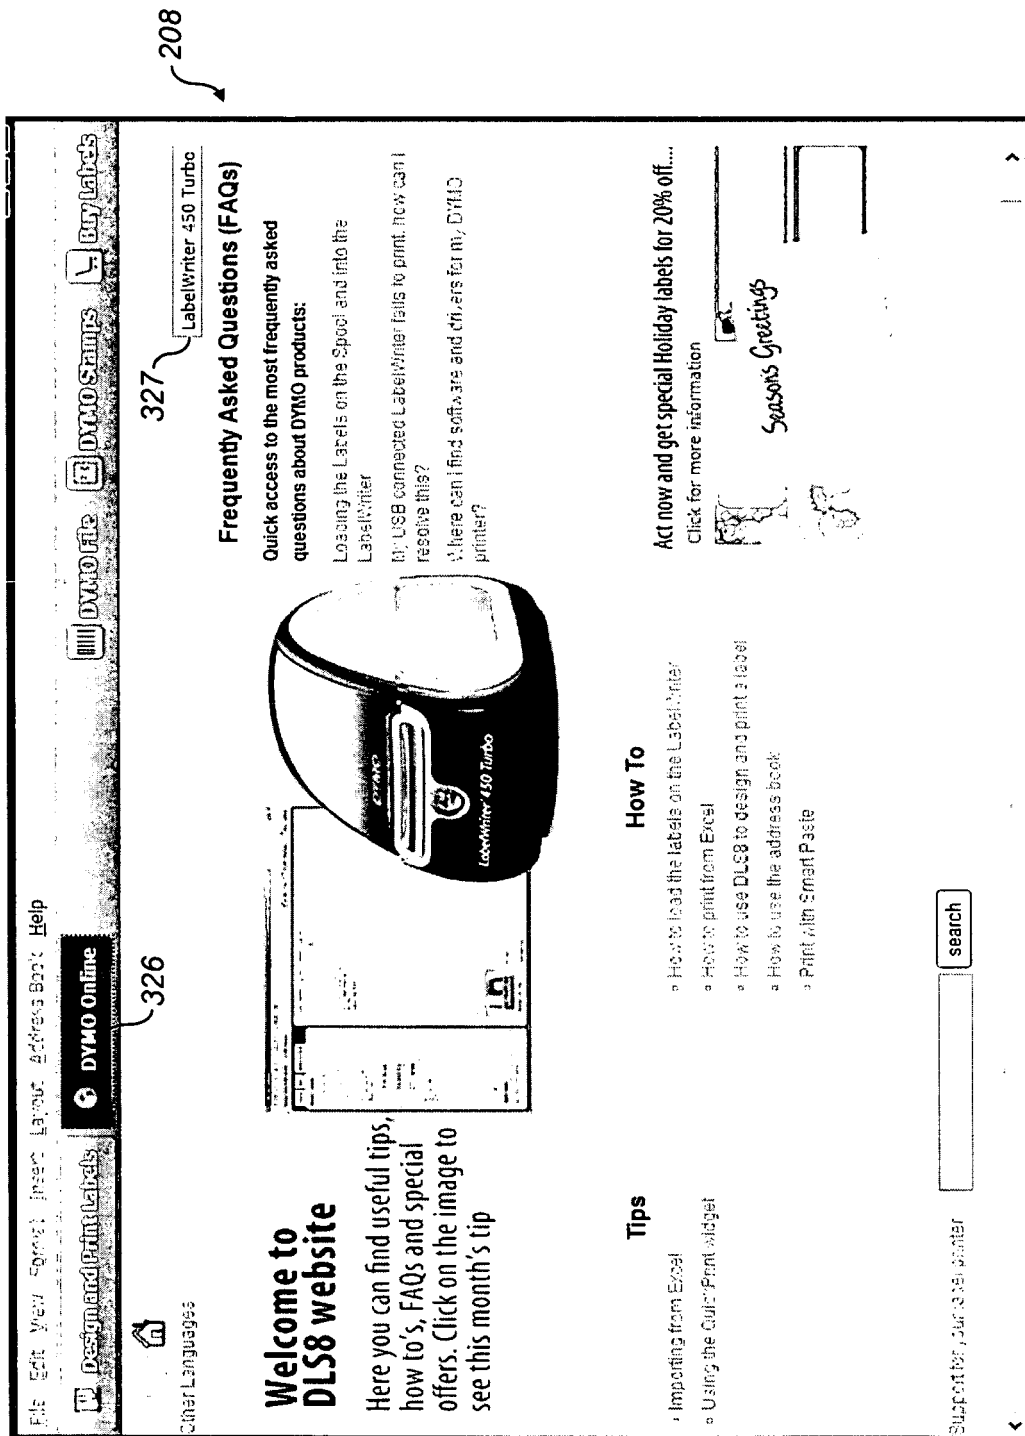 208
File Edit View Format Insert Layout Address Book Help
Design and Print Labels
DYMO Online
DYMO File
DYMO Stamps
Buy Labels
326
327
LabelWriter 450 Turbo
Other Languages
Welcome to
DLS8 website
Here you can find useful tips,
how to's, FAQs and special
offers. Click on the image to
see this month's tip
DYMO
LabelWriter 450 Turbo
Frequently Asked Questions (FAQs)
Quick access to the most frequently asked
questions about DYMO products:
Loading the Labels on the Spool and into the
LabelWriter
My USB connected LabelWriter fails to print, how can I
resolve this?
Where can I find software and drivers for my DYMO
printer?
Tips
Importing from Excel
Using the Quick Print widget
How To
How to load the labels on the LabelWriter
How to print from Excel
How to use DLS8 to design and print a label
How to use the address book
Print with Smart Paste
Act now and get special Holiday labels for 20% off....
Click for more information
Season's Greetings
Support for your label printer
search